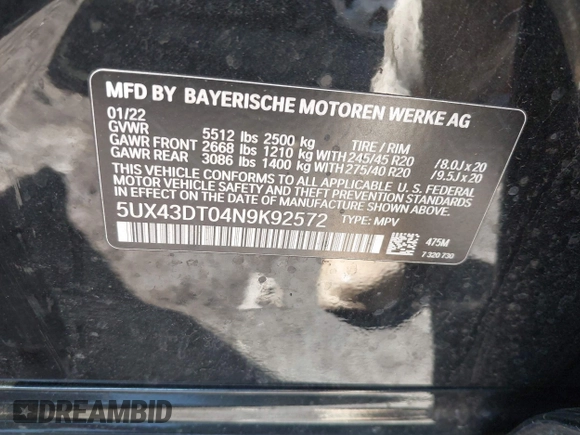 MFD BY BAYERISCHE MOTOREN WERKE AG
01/22
GVWR 5512 lbs 2500 kg TIRE / RIM
GAWR FRONT 2668 lbs 1210 kg WITH 245/45 R20 /8.0J x 20
GAWR REAR 3086 lbs 1400 kg WITH 275/40 R20 /9.5J x 20
THIS VEHICLE CONFORMS TO ALL APPLICABLE U. S. FEDERAL
MOTOR VEHICLE SAFETY AND THEFT PREVENTION STANDARDS
IN EFFECT ON THE DATE OF MANUFACTURE SHOWN ABOVE.
5UX43DT04N9K92572 TYPE: MPV
475M
7 320 730
DREAMBID